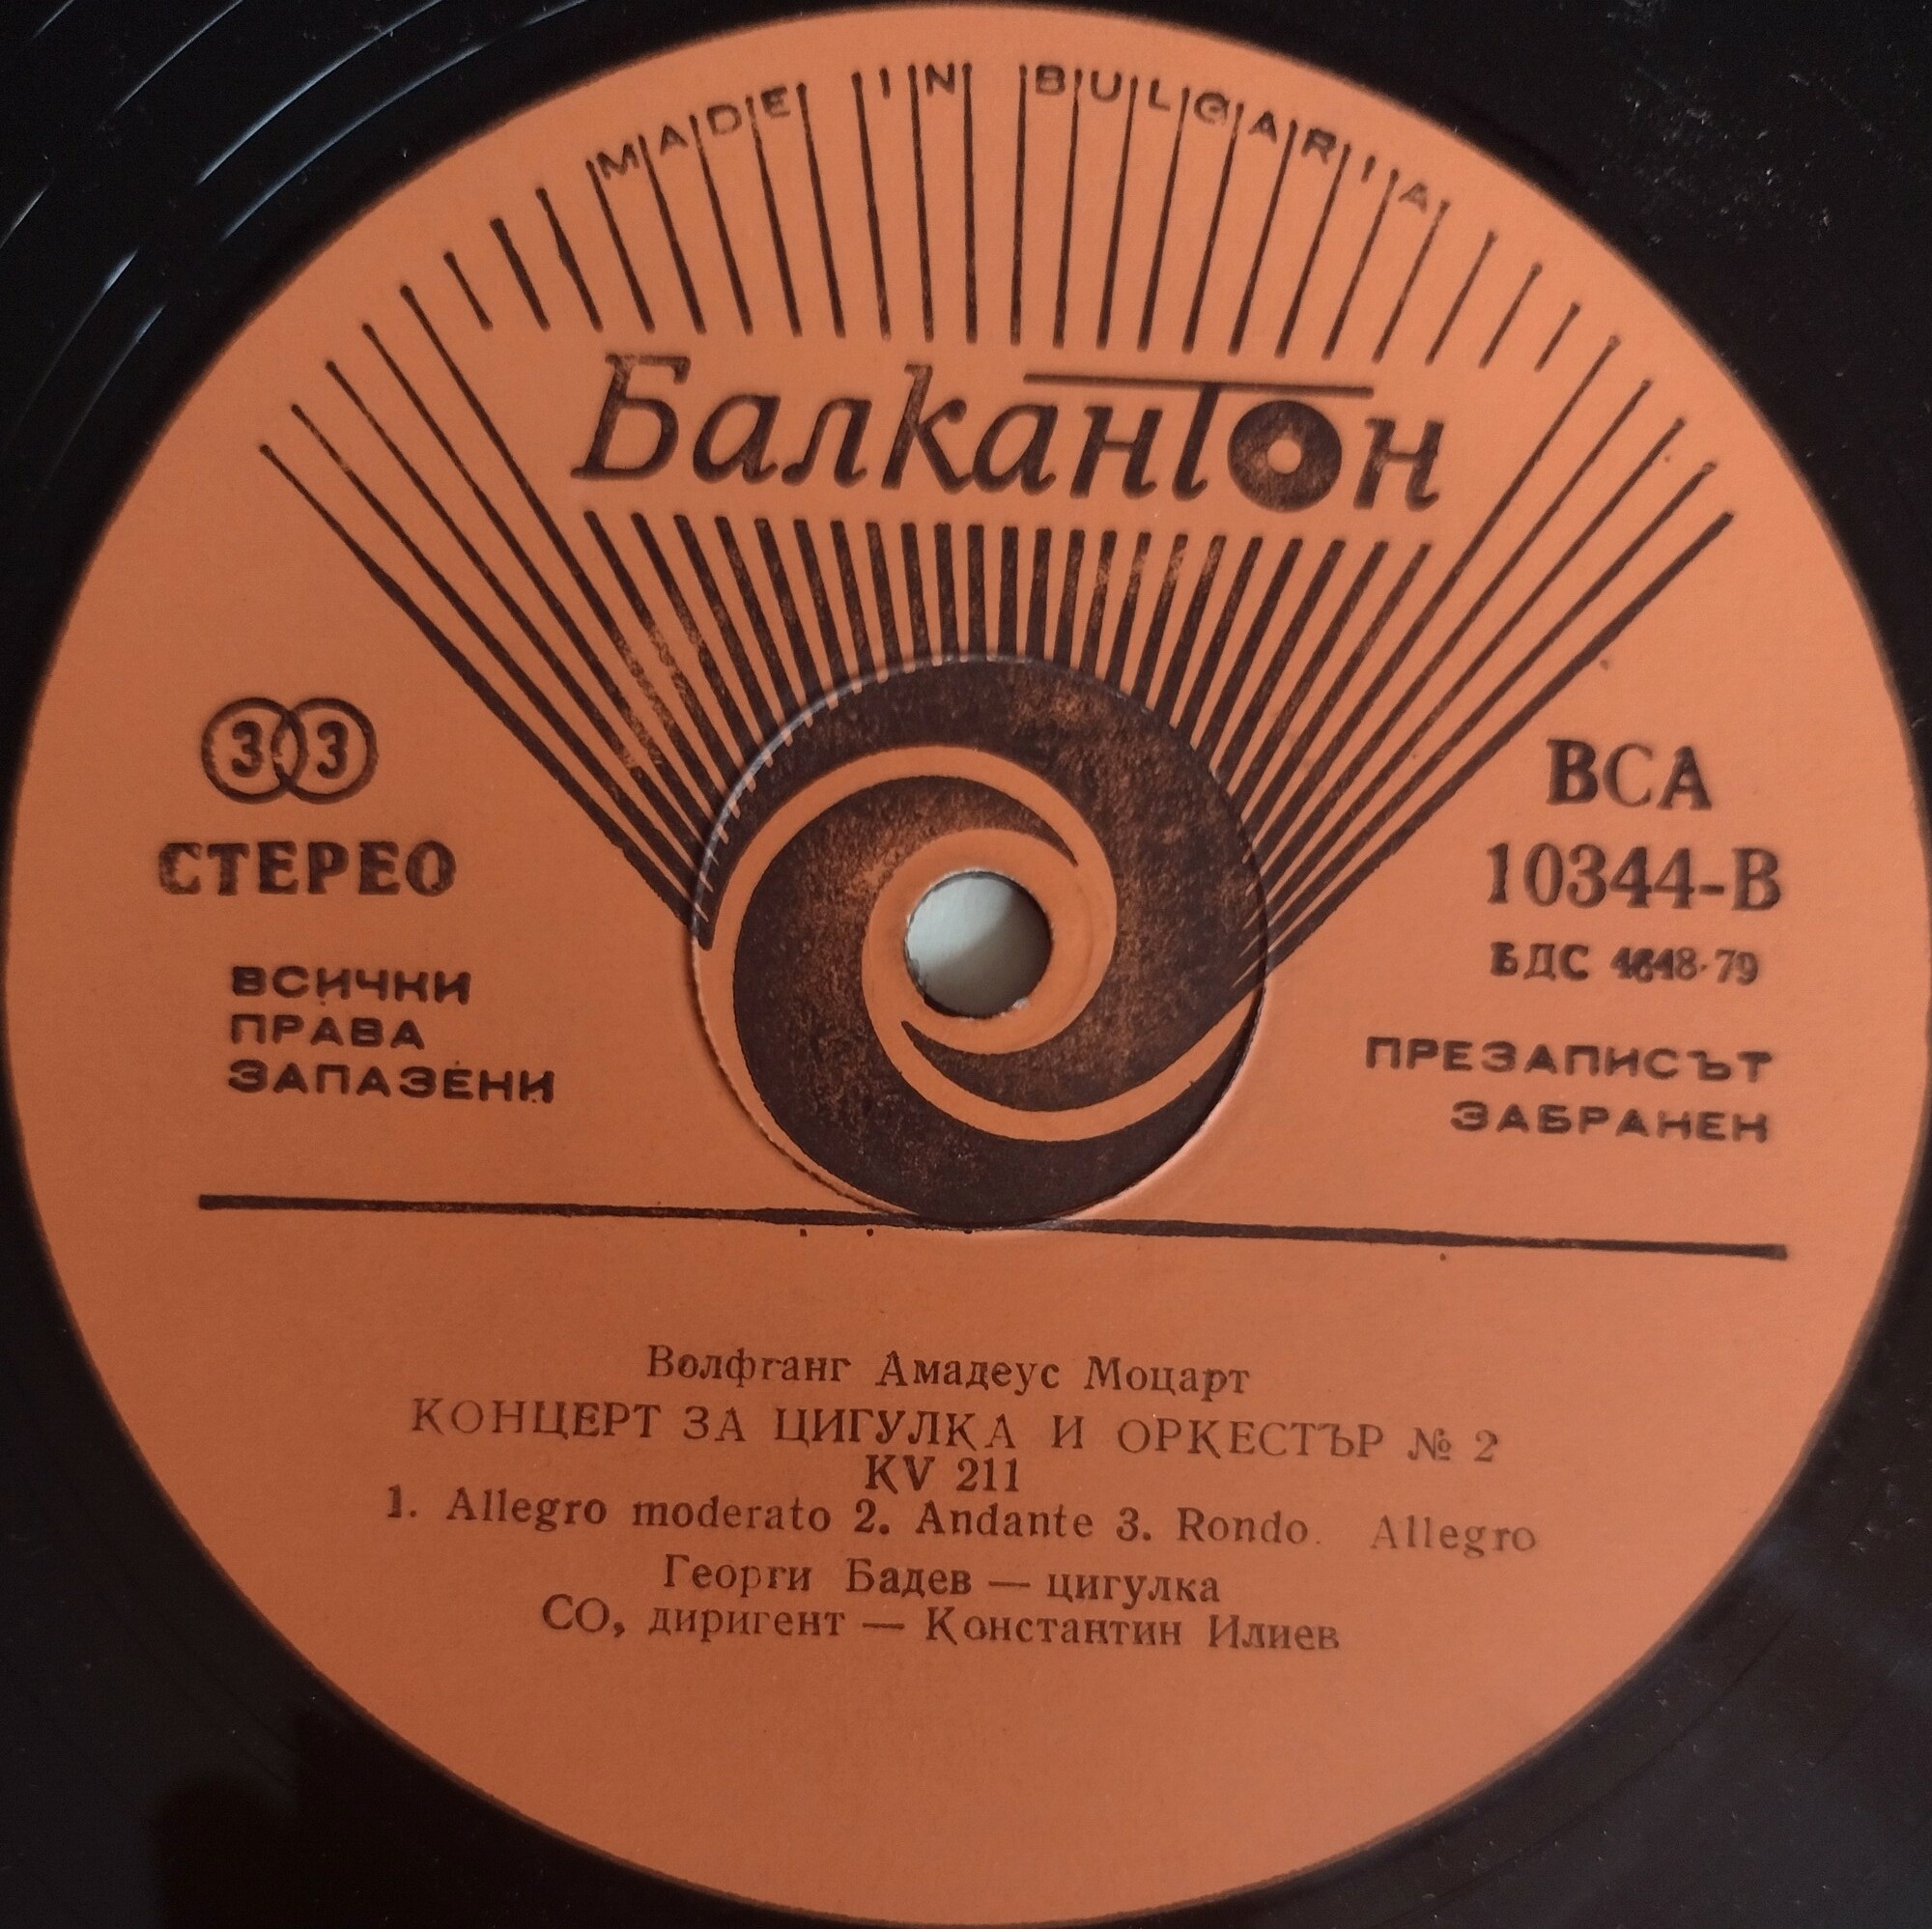 MADE IN BULGARIA
Балкантон
33
СТЕРЕО
ВСИЧКИ
ПРАВА
ЗАПАЗЕНИ
ВСА
10344-В
БДС 4648-79
ПРЕЗАПИСЪТ
ЗАБРАНЕН
Волфганг Амадеус Моцарт
КОНЦЕРТ ЗА ЦИГУЛКА И ОРКЕСТЪР № 2
KV 211
1. Allegro moderato 2. Andante 3. Rondo. Allegro
Георги Бадев — цигулка
СО, диригент — Константин Илиев